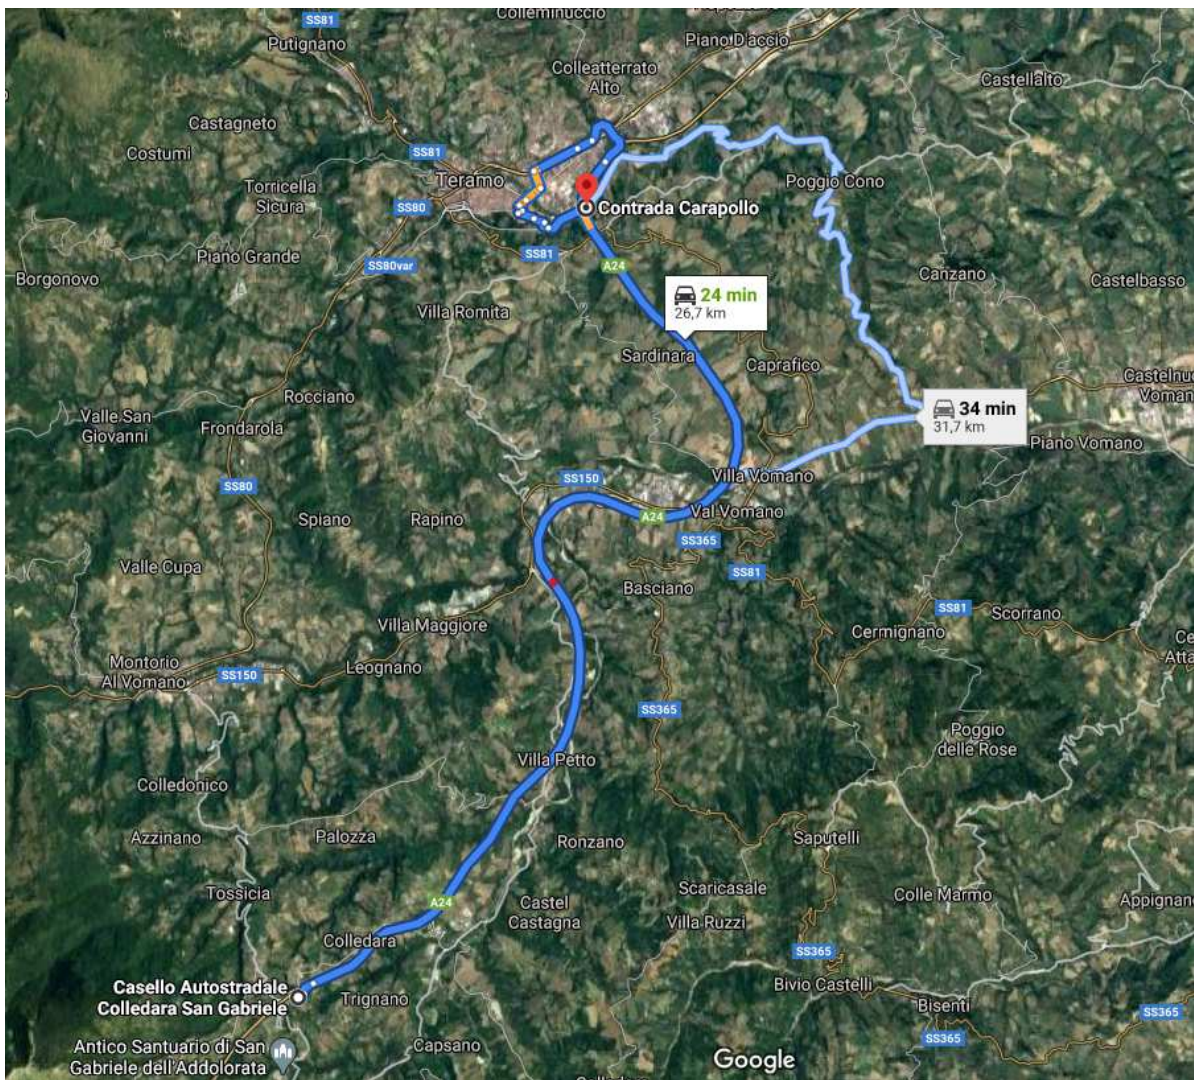 Colleminuccio
SS81
Putignano
Piano D'accio
Colleatterrato
Alto
Castellalto
Castagneto
Costumi
SS81
Teramo
Torricella
Sicura
Poggio Cono
SS80
Contrada Carapollo
Piano Grande
SS81
SS80var
A24
Borgonovo
Canzano
Castelbasso
24 min
26,7 km
Villa Romita
Sardinara
Caprafico
Castelnu
Voman
Rocciano
34 min
31,7 km
Valle San
Giovanni
Frondarola
Piano Vomano
SS150
Villa Vomano
SS80
Spiano
Rapino
A24
Val Vomano
SS365
Valle Cupa
SS81
Basciano
SS81
Scorrano
Villa Maggiore
Cermignano
Ce
Atta
Montorio
Al Vomano
SS150
Leognano
SS365
Poggio
delle Rose
Villa Petto
Colledonico
Azzinano
Palozza
Ronzano
Saputelli
Tossicia
Scaricasale
Colle Marmo
A24
Castel
Castagna
Villa Ruzzi
Appignan
Colledara
SS365
Casello Autostradale
Colledara San Gabriele
Trignano
Bivio Castelli
Bisenti
SS365
SS365
Antico Santuario di San
Gabriele dell'Addolorata
Capsano
Google